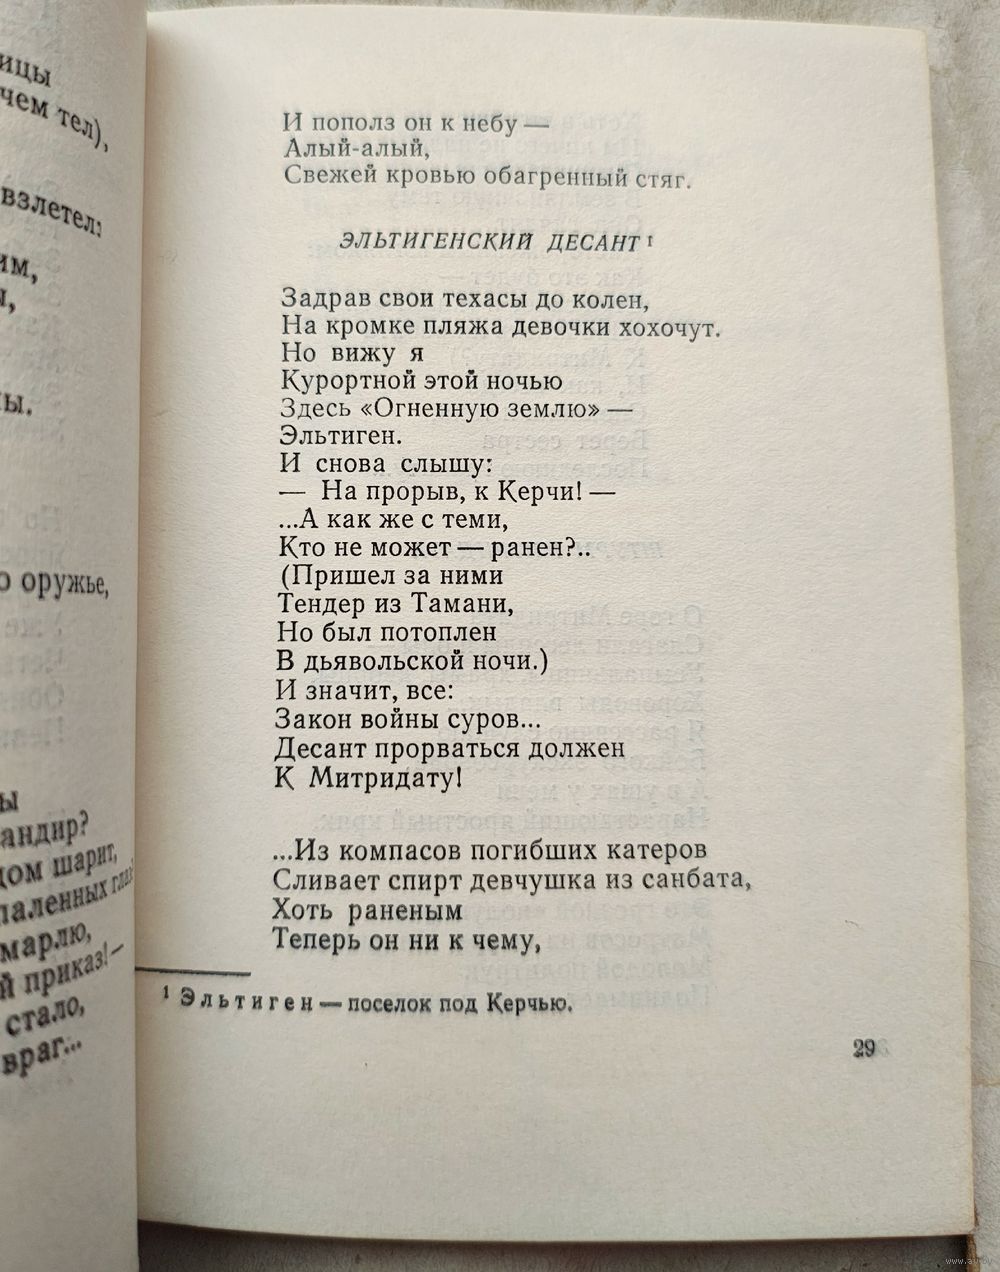 ицы
чем тел),
взлетел:
им,
ы.
о оружье,
ы
андир?
дом шарит,
паленных
марлю,
й приказ!—
стало,
враг...
И пополз он к небу —
Алый-алый,
Свежей кровью обагренный стяг.
ЭЛЬТИГЕНСКИЙ ДЕСАНТ¹
Задрав свои техасы до колен,
На кромке пляжа девочки хохочут.
Но вижу я
Курортной этой ночью
Здесь «Огненную землю» —
Эльтиген.
И снова слышу:
— На прорыв, к Керчи! —
...А как же с теми,
Кто не может — ранен?..
(Пришел за ними
Тендер из Тамани,
Но был потоплен
В дьявольской ночи.)
И значит, все:
Закон войны суров...
Десант прорваться должен
К Митридату!
...Из компасов погибших катеров
Сливает спирт девчушка из санбата,
Хоть раненым
Теперь он ни к чему,
¹ Эльтиген — поселок под Керчью.
29